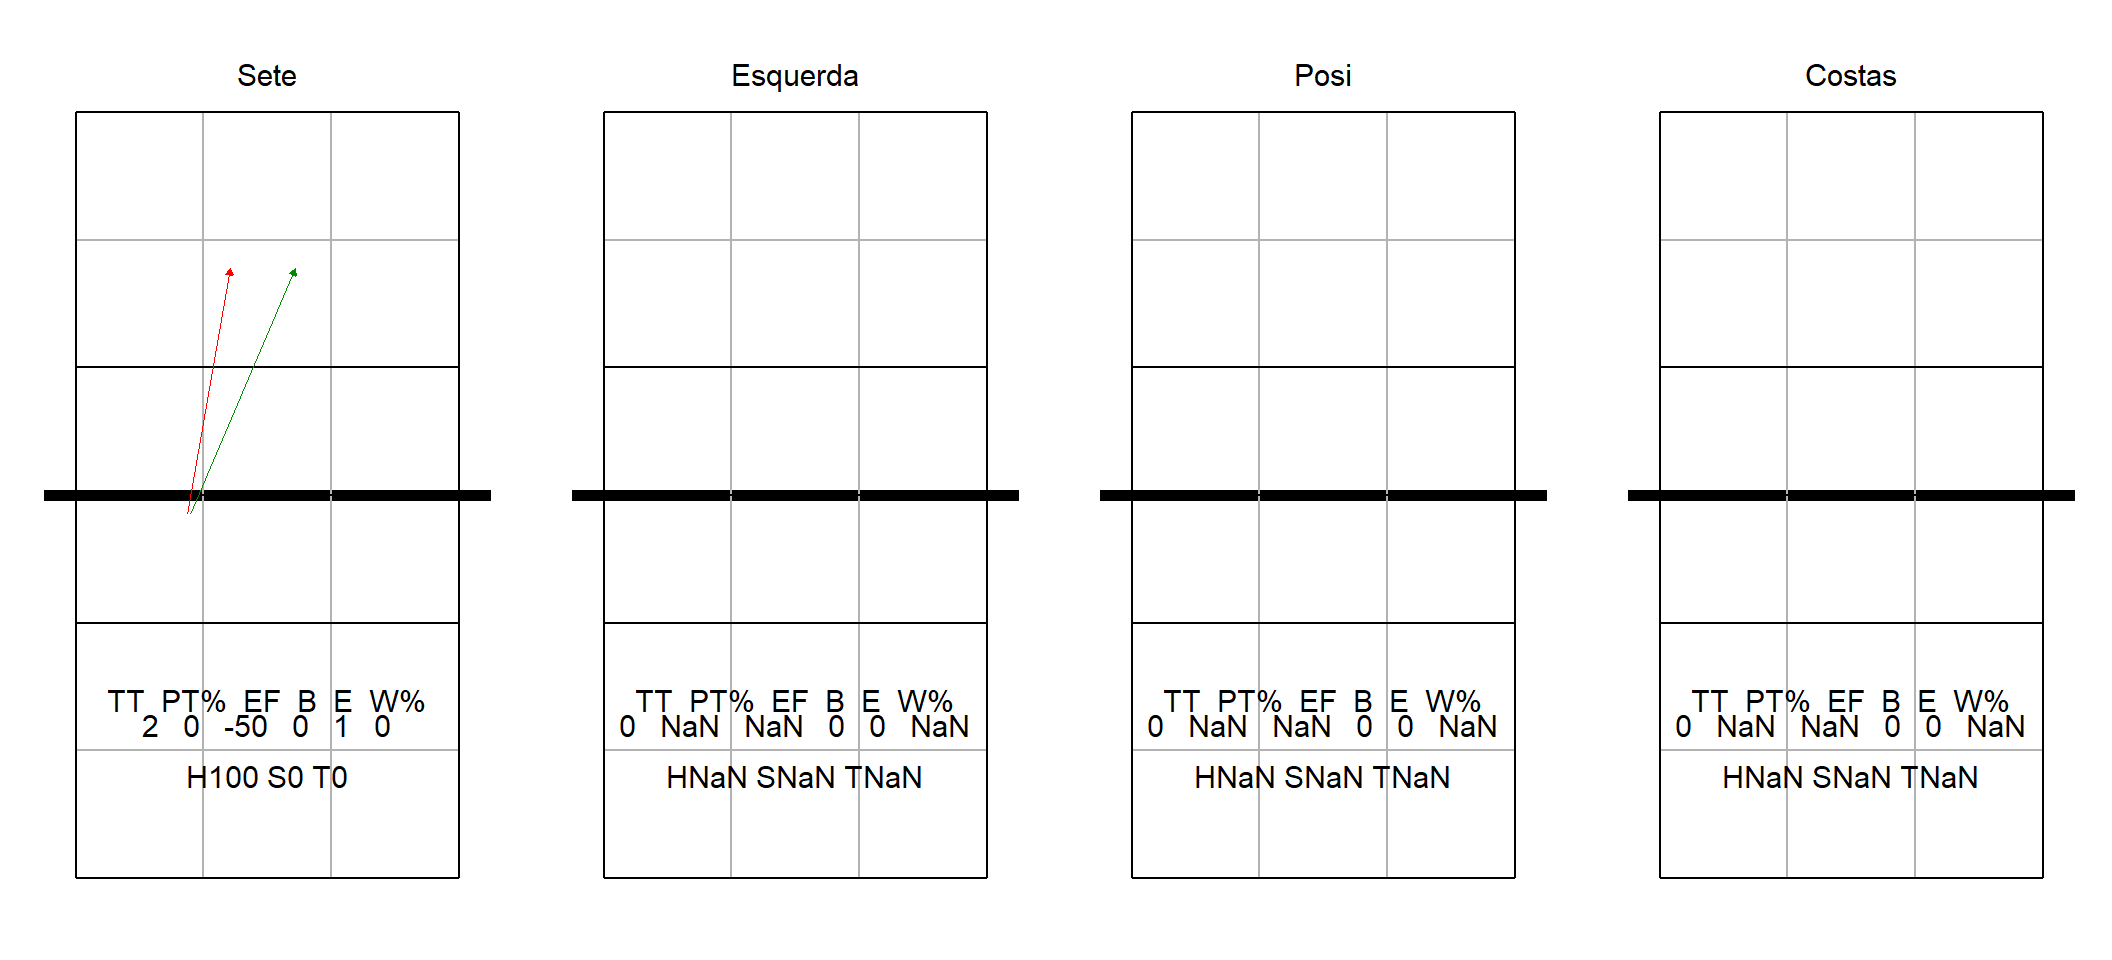 Sete
TT PT% EF B E W%
2 0 -50 0 1 0
H100 S0 T0
Esquerda
TT PT% EF B E W%
0 NaN NaN 0 0 NaN
HNaN SNaN TNaN
Posi
TT PT% EF B E W%
0 NaN NaN 0 0 NaN
HNaN SNaN TNaN
Costas
TT PT% EF B E W%
0 NaN NaN 0 0 NaN
HNaN SNaN TNaN